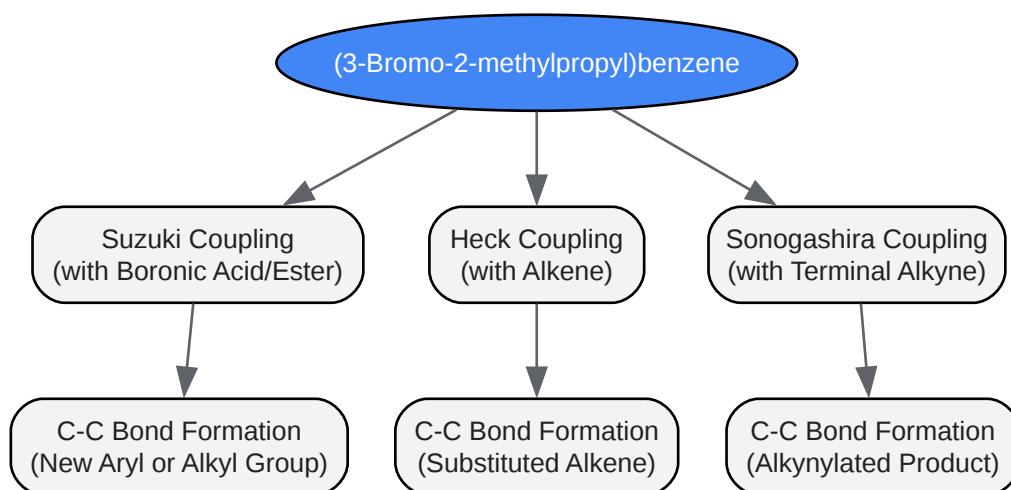 (3-Bromo-2-methylpropyl)benzene
Suzuki Coupling
(with Boronic Acid/Ester)
Heck Coupling
(with Alkene)
Sonogashira Coupling
(with Terminal Alkyne)
C-C Bond Formation
(New Aryl or Alkyl Group)
C-C Bond Formation
(Substituted Alkene)
C-C Bond Formation
(Alkynylated Product)